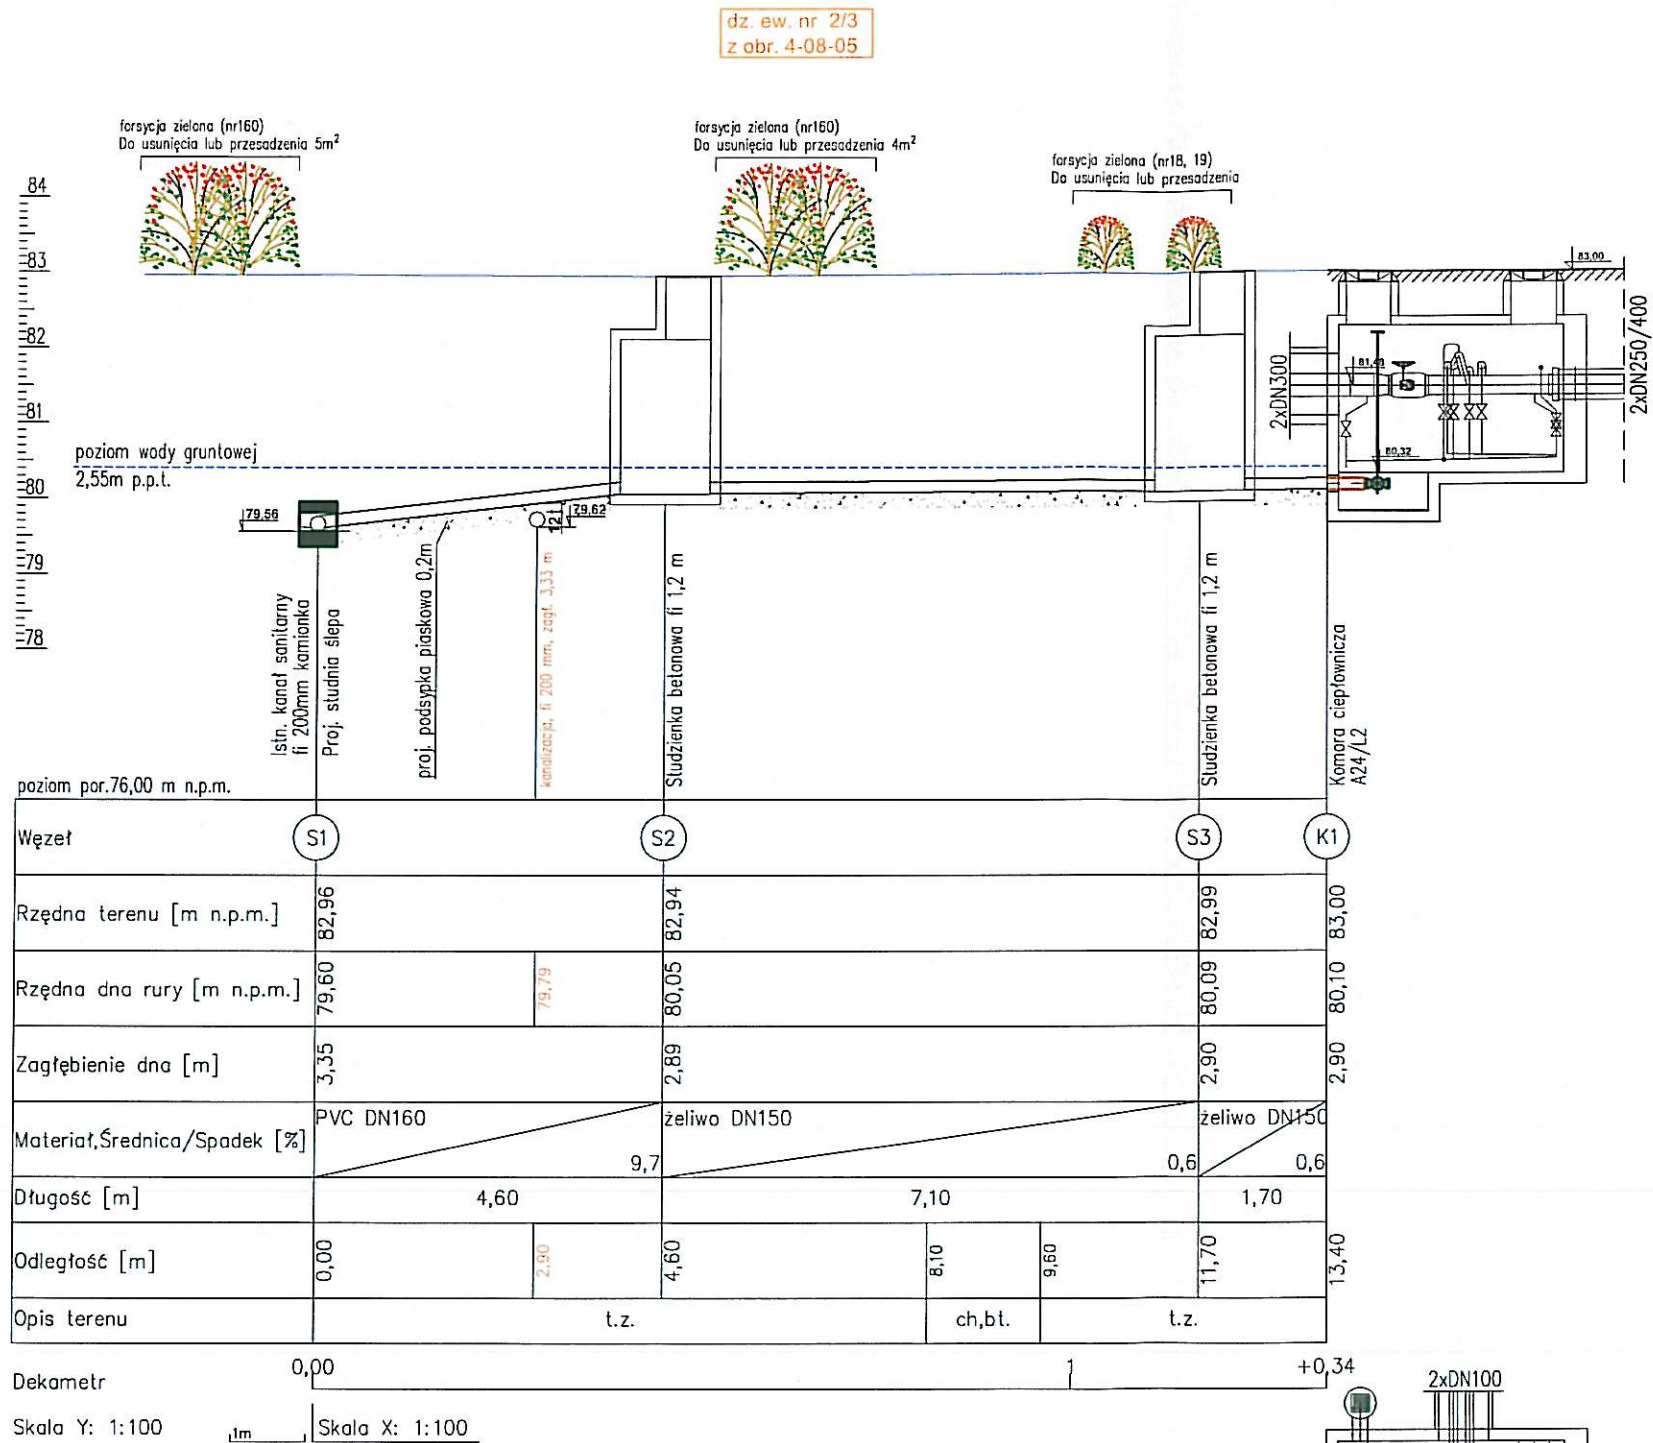 dz. ew. nr 2/3
z obr. 4-08-05
forsycja zielona (nr160)
Do usunięcia lub przesadzenia 5m²
forsycja zielona (nr160)
Do usunięcia lub przesadzenia 4m²
forsycja zielona (nr18, 19)
Do usunięcia lub przesadzenia
84
83
82
81
80
79
78
83,00
2xDN300
81,40
80,32
2xDN250/400
poziom wody gruntowej
2,55m p.p.t.
79,56
12
79,62
Istn. kanał sanitarny
fi 200mm kamionka
Proj. studnia ślepa
proj. podsypka piaskowa 0,2m
kanalizacja, fi 200 mm, zagł. 3,33 m
Studzienka betonowa fi 1,2 m
Studzienka betonowa fi 1,2 m
Komora ciepłownicza
A24/L2
poziom por.76,00 m n.p.m.
Węzeł S1 S2 S3 K1
Rzędna terenu [m n.p.m.] 82,96 82,94 82,99 83,00
Rzędna dna rury [m n.p.m.] 79,60 79,79 80,05 80,09 80,10
Zagłębienie dna [m] 3,35 2,89 2,90 2,90
Materiał,Średnica/Spadek [%] PVC DN160 9,7 żeliwo DN150 0,6 żeliwo DN150 0,6
Długość [m] 4,60 7,10 1,70
Odległość [m] 0,00 2,90 4,60 8,10 9,60 11,70 13,40
Opis terenu t.z. ch,bt. t.z.
Dekametr 0,00 1 +0,34
2xDN100
Skala Y: 1:100 1m Skala X: 1:100